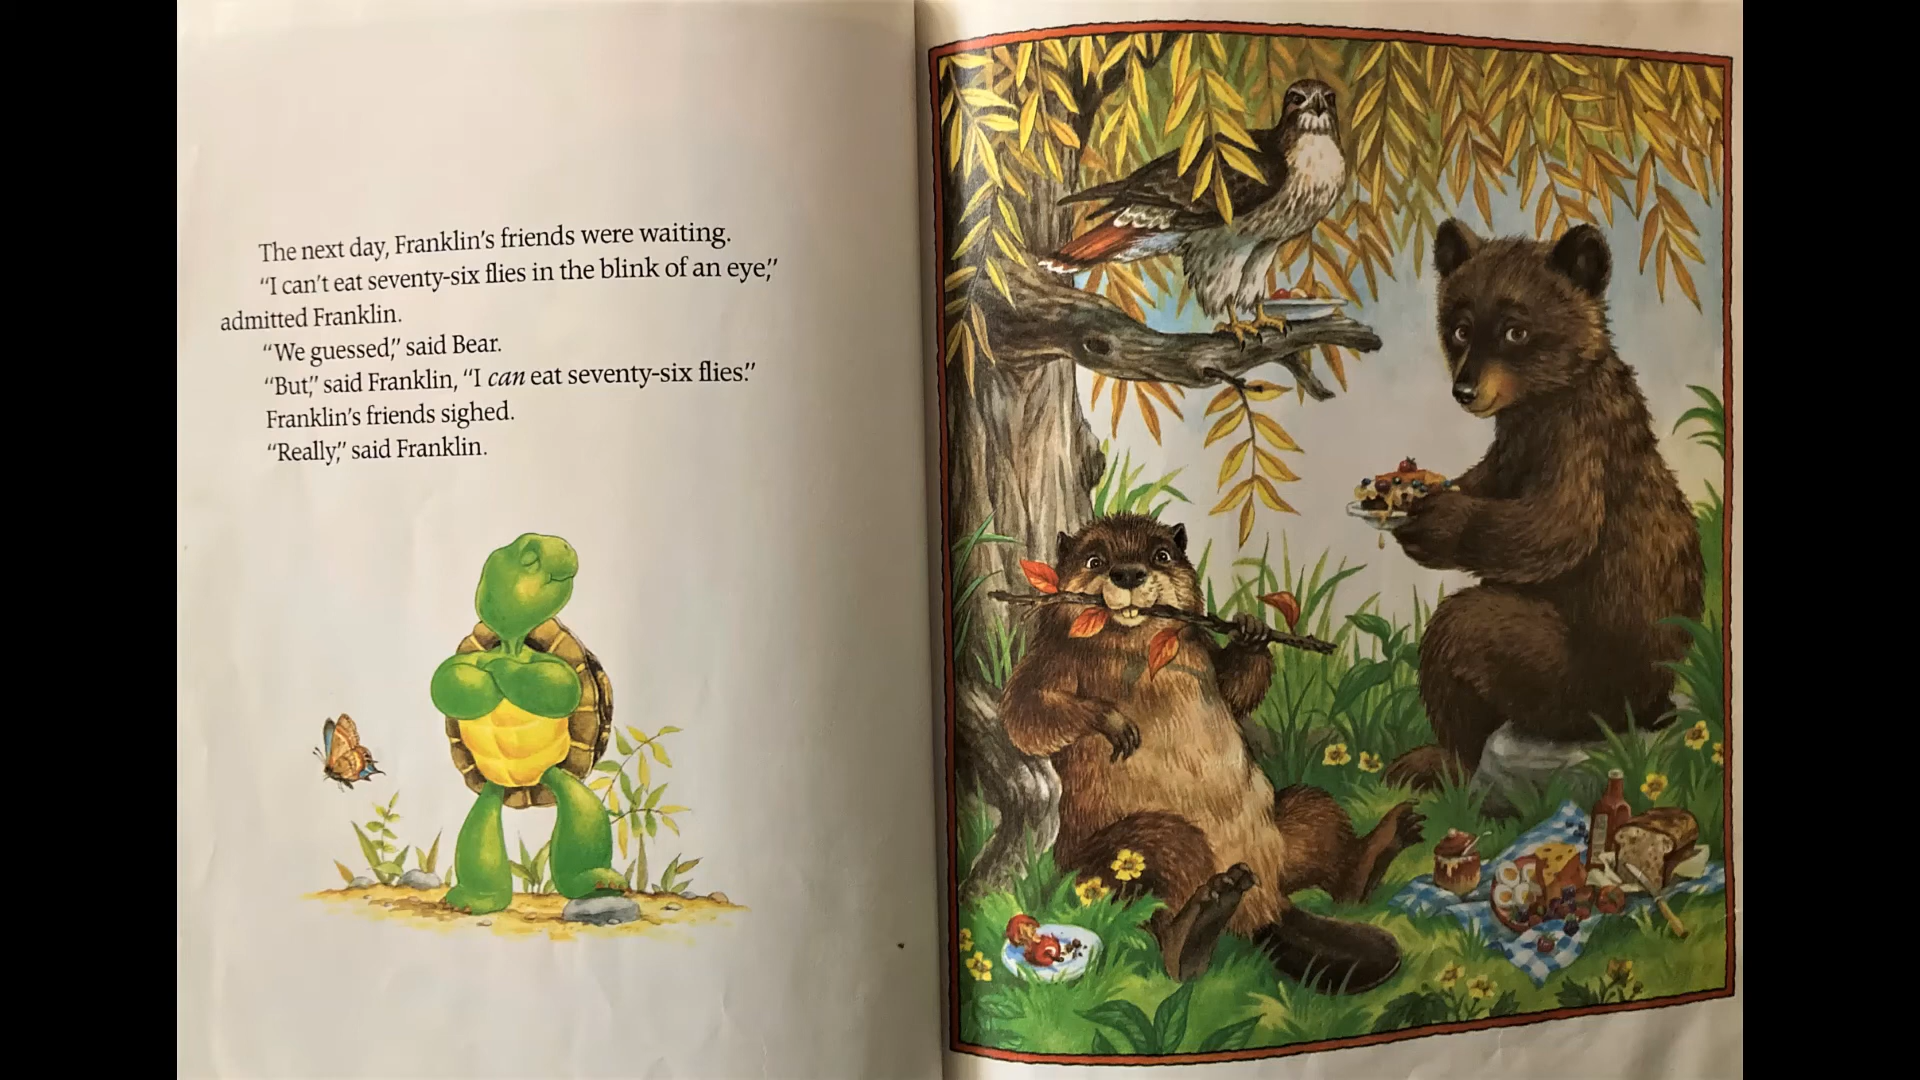 The next day, Franklin's friends were waiting.
"I can't eat seventy-six flies in the blink of an eye,"
admitted Franklin.
"We guessed," said Bear.
"But," said Franklin, "I can eat seventy-six flies."
Franklin's friends sighed.
"Really," said Franklin.